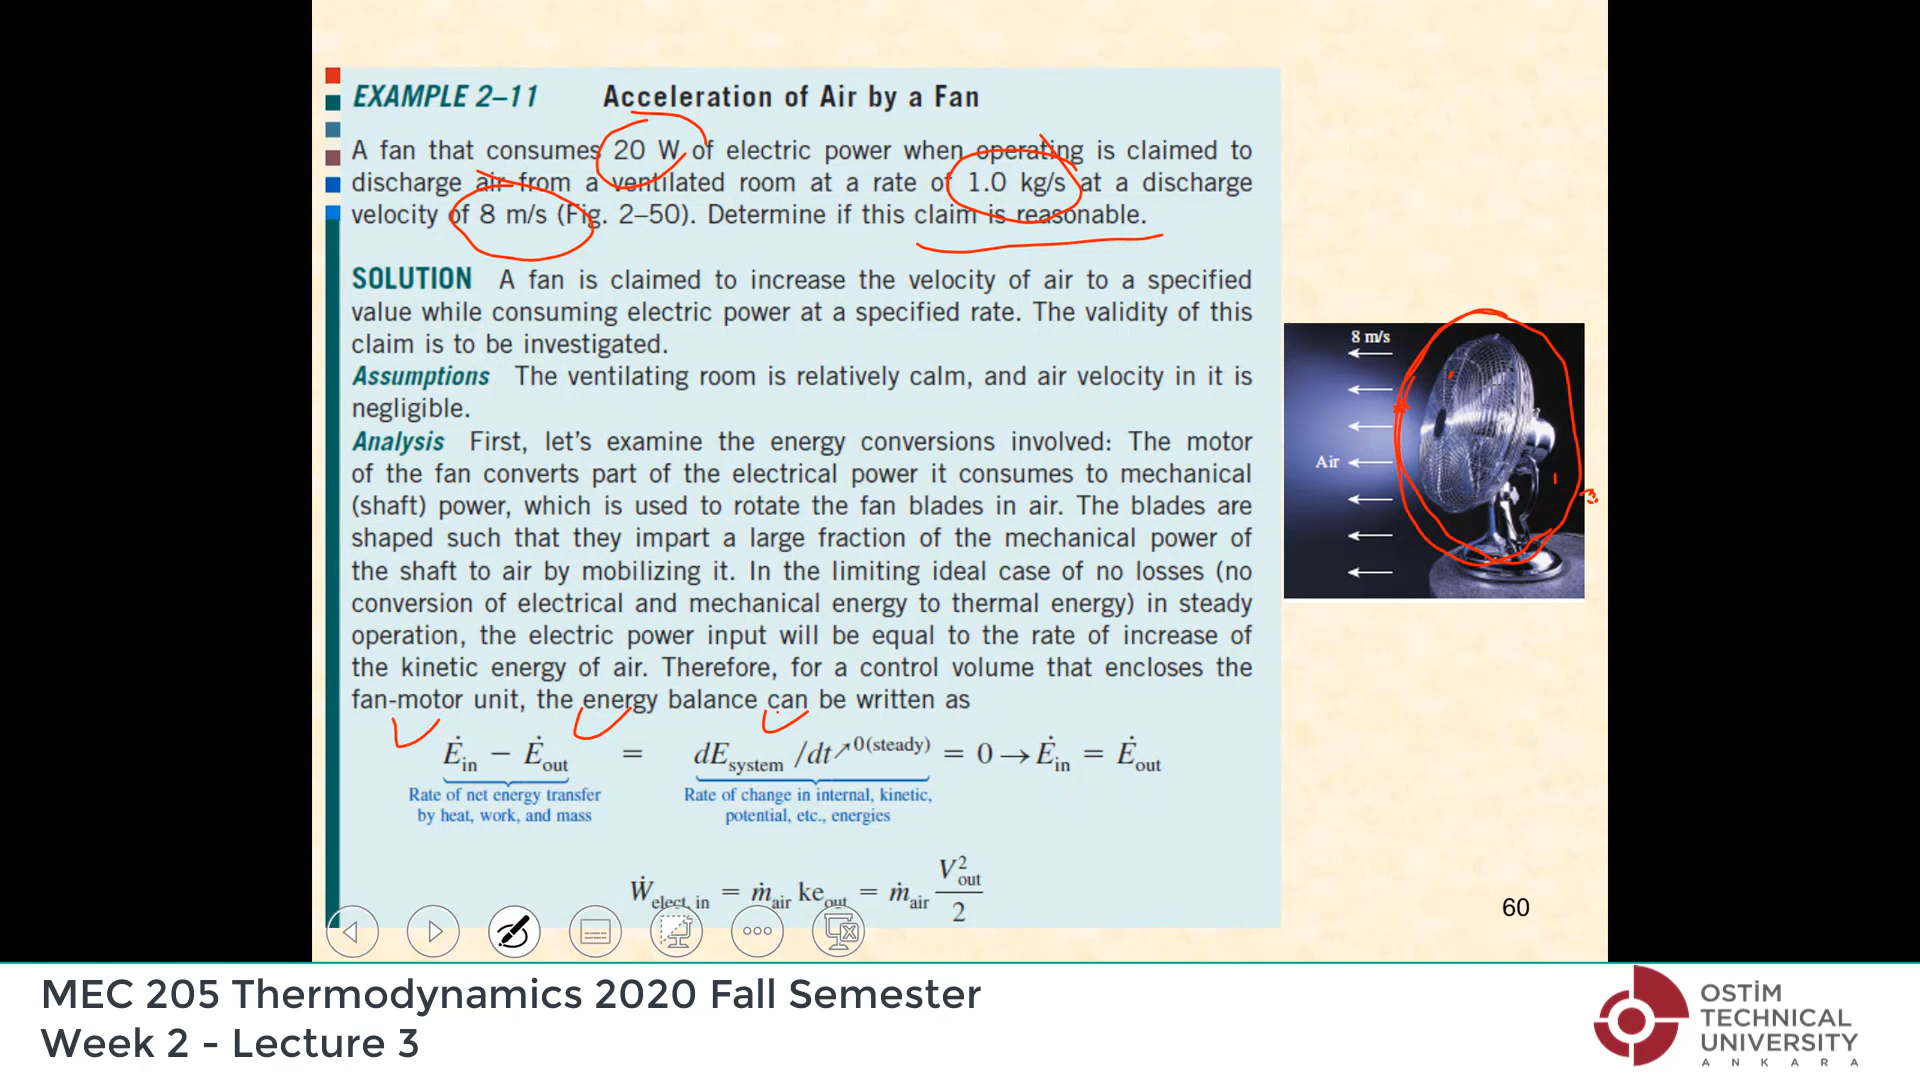 EXAMPLE 2–11 Acceleration of Air by a Fan
A fan that consumes 20 W of electric power when operating is claimed to
discharge air from a ventilated room at a rate of 1.0 kg/s at a discharge
velocity of 8 m/s (Fig. 2–50). Determine if this claim is reasonable.
SOLUTION A fan is claimed to increase the velocity of air to a specified
value while consuming electric power at a specified rate. The validity of this
claim is to be investigated.
Assumptions The ventilating room is relatively calm, and air velocity in it is
negligible.
Analysis First, let's examine the energy conversions involved: The motor
of the fan converts part of the electrical power it consumes to mechanical
(shaft) power, which is used to rotate the fan blades in air. The blades are
shaped such that they impart a large fraction of the mechanical power of
the shaft to air by mobilizing it. In the limiting ideal case of no losses (no
conversion of electrical and mechanical energy to thermal energy) in steady
operation, the electric power input will be equal to the rate of increase of
the kinetic energy of air. Therefore, for a control volume that encloses the
fan-motor unit, the energy balance can be written as
Ė_in − Ė_out = dE_system /dt ↗ 0 (steady) = 0 → Ė_in = Ė_out
Rate of net energy transfer
by heat, work, and mass
Rate of change in internal, kinetic,
potential, etc., energies
Ẇ_elect, in = ṁ_air ke_out = ṁ_air V²_out / 2
8 m/s
Air
60
MEC 205 Thermodynamics 2020 Fall Semester
Week 2 - Lecture 3
OSTİM
TECHNICAL
UNIVERSITY
ANKARA